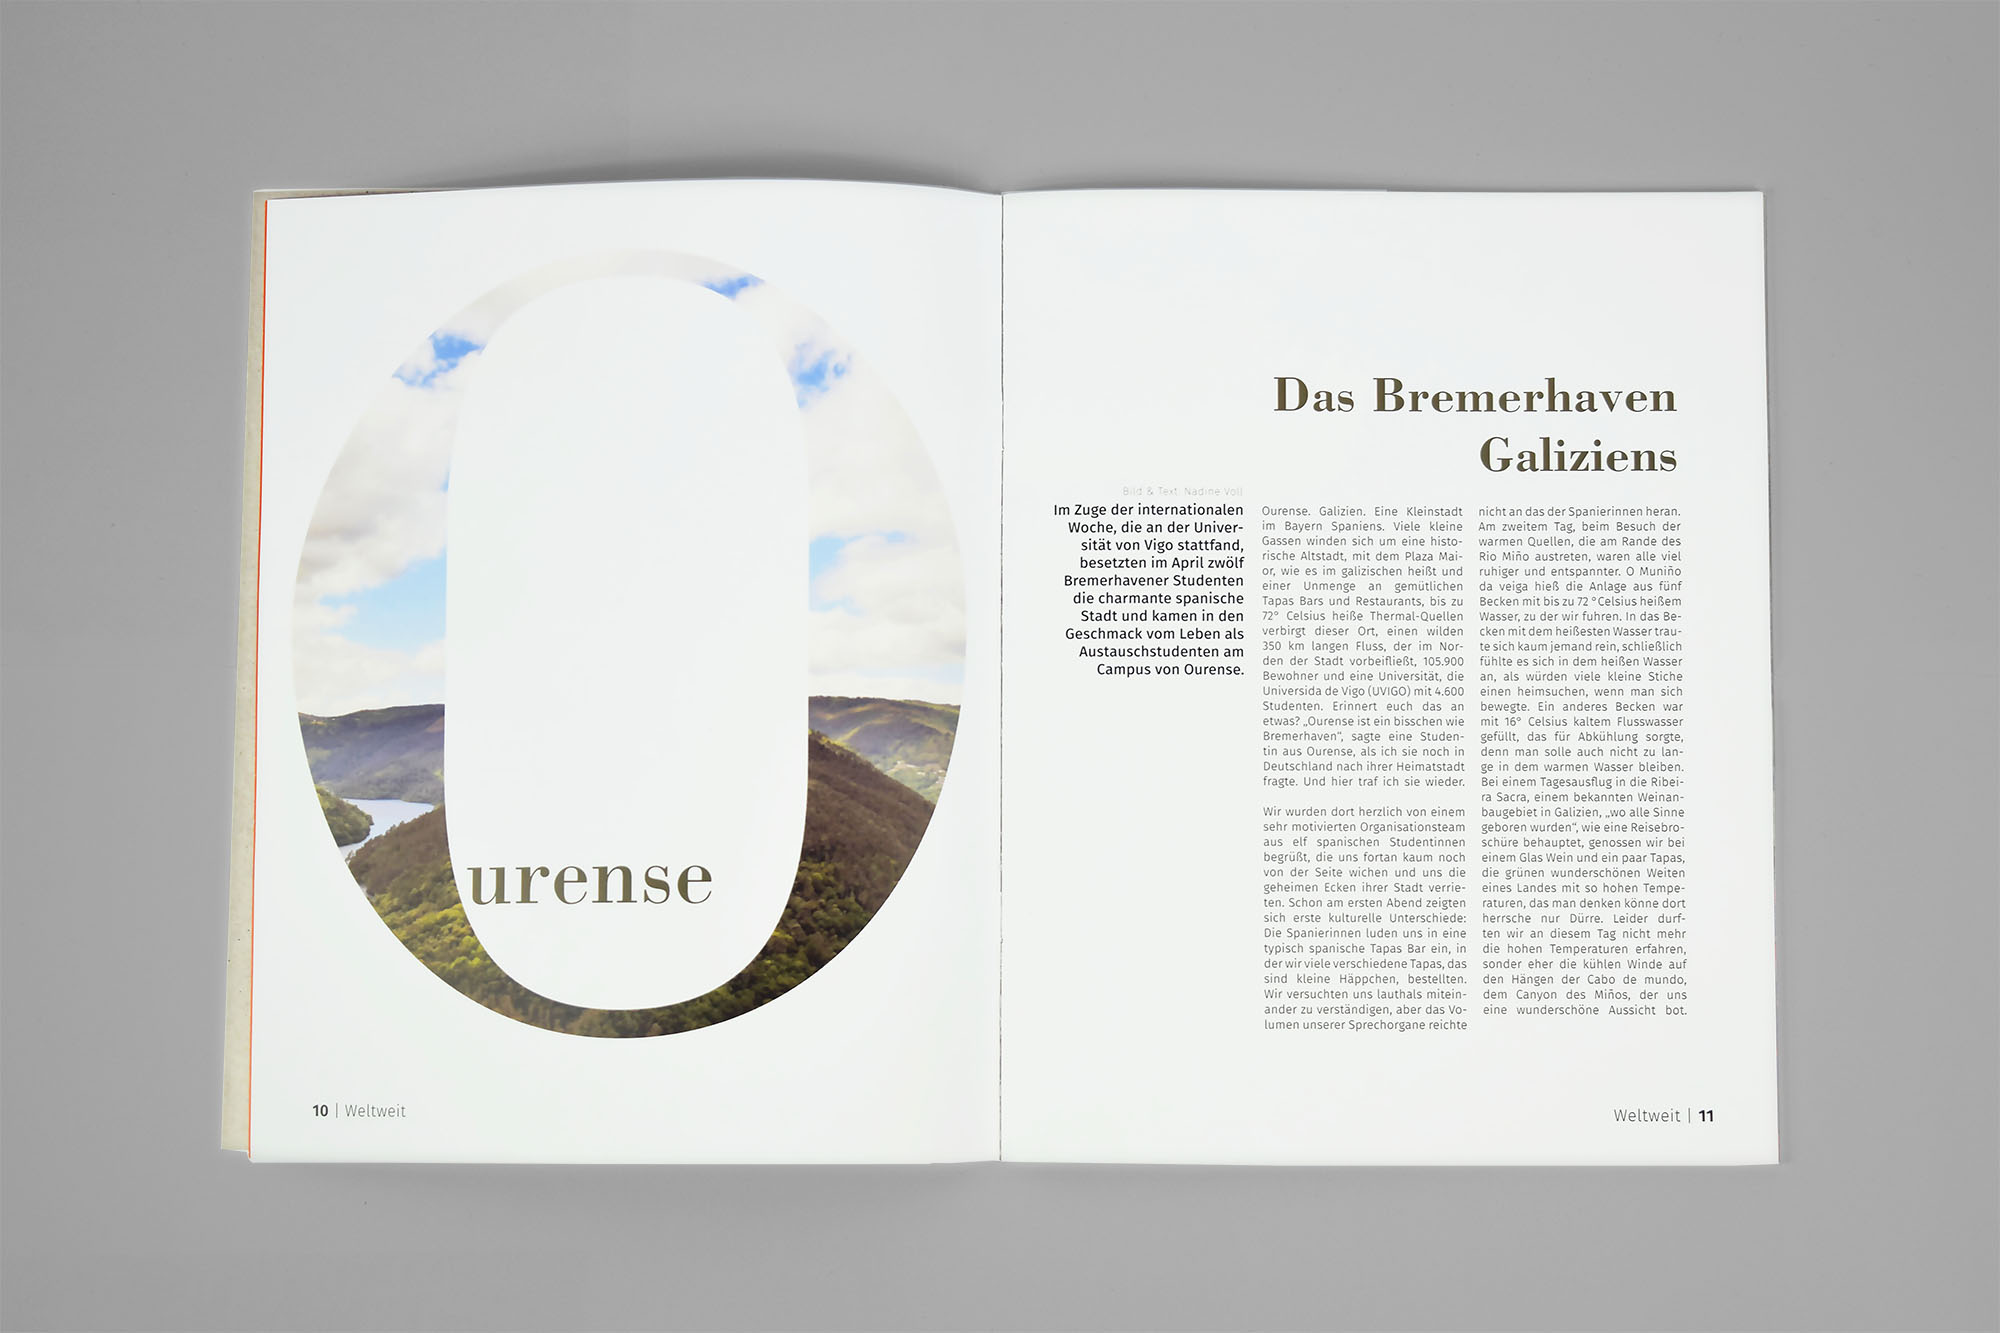 O
urense
10 | Weltweit
Das Bremerhaven
Galiziens
Bild & Text: Nadine Voll
Im Zuge der internationalen
Woche, die an der Univer-
sität von Vigo stattfand,
besetzten im April zwölf
Bremerhavener Studenten
die charmante spanische
Stadt und kamen in den
Geschmack vom Leben als
Austauschstudenten am
Campus von Ourense.
Ourense. Galizien. Eine Kleinstadt
im Bayern Spaniens. Viele kleine
Gassen winden sich um eine histo-
rische Altstadt, mit dem Plaza Mai-
or, wie es im galizischen heißt und
einer Unmenge an gemütlichen
Tapas Bars und Restaurants, bis zu
72° Celsius heiße Thermal-Quellen
verbirgt dieser Ort, einen wilden
350 km langen Fluss, der im Nor-
den der Stadt vorbeifließt, 105.900
Bewohner und eine Universität, die
Universida de Vigo (UVIGO) mit 4.600
Studenten. Erinnert euch das an
etwas? „Ourense ist ein bisschen wie
Bremerhaven“, sagte eine Studen-
tin aus Ourense, als ich sie noch in
Deutschland nach ihrer Heimatstadt
fragte. Und hier traf ich sie wieder.
Wir wurden dort herzlich von einem
sehr motivierten Organisationsteam
aus elf spanischen Studentinnen
begrüßt, die uns fortan kaum noch
von der Seite wichen und uns die
geheimen Ecken ihrer Stadt verrie-
ten. Schon am ersten Abend zeigten
sich erste kulturelle Unterschiede:
Die Spanierinnen luden uns in eine
typisch spanische Tapas Bar ein, in
der wir viele verschiedene Tapas, das
sind kleine Häppchen, bestellten.
Wir versuchten uns lauthals mitein-
ander zu verständigen, aber das Vo-
lumen unserer Sprechorgane reichte
nicht an das der Spanierinnen heran.
Am zweitem Tag, beim Besuch der
warmen Quellen, die am Rande des
Rio Miño austreten, waren alle viel
ruhiger und entspannter. O Muniño
da veiga hieß die Anlage aus fünf
Becken mit bis zu 72 °Celsius heißem
Wasser, zu der wir fuhren. In das Be-
cken mit dem heißesten Wasser trau-
te sich kaum jemand rein, schließlich
fühlte es sich in dem heißen Wasser
an, als würden viele kleine Stiche
einen heimsuchen, wenn man sich
bewegte. Ein anderes Becken war
mit 16° Celsius kaltem Flusswasser
gefüllt, das für Abkühlung sorgte,
denn man solle auch nicht zu lan-
ge in dem warmen Wasser bleiben.
Bei einem Tagesausflug in die Ribei-
ra Sacra, einem bekannten Weinan-
baugebiet in Galizien, „wo alle Sinne
geboren wurden“, wie eine Reisebro-
schüre behauptet, genossen wir bei
einem Glas Wein und ein paar Tapas,
die grünen wunderschönen Weiten
eines Landes mit so hohen Tempe-
raturen, das man denken könne dort
herrsche nur Dürre. Leider durf-
ten wir an diesem Tag nicht mehr
die hohen Temperaturen erfahren,
sonder eher die kühlen Winde auf
den Hängen der Cabo de mundo,
dem Canyon des Miños, der uns
eine wunderschöne Aussicht bot.
Weltweit | 11